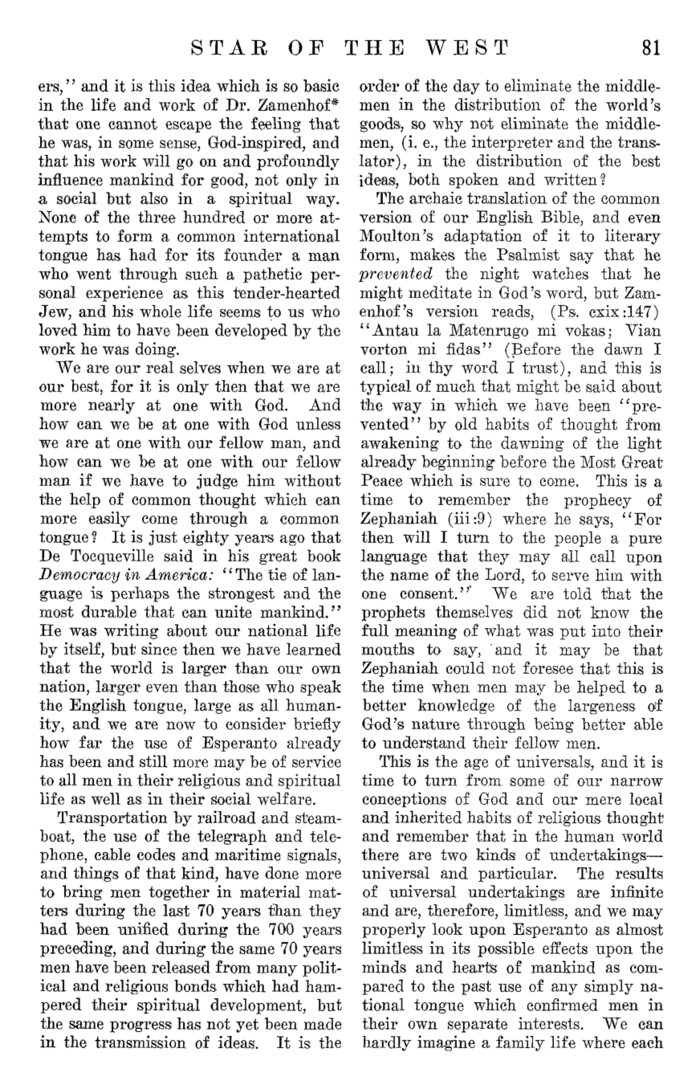 STAR OF THE WEST 81
ers,” and it is this idea which is so basic
in the life and work of Dr. Zamenhof*
that one cannot escape the feeling that
he was, in some sense, God-inspired, and
that his work will go on and profoundly
influence mankind for good, not only in
a social but also in a spiritual way.
None of the three hundred or more at-
tempts to form a common international
tongue has had for its founder a man
who went through such a pathetic per-
sonal experience as this tender-hearted
Jew, and his whole life seems to us who
loved him to have been developed by the
work he was doing.
We are our real selves when we are at
our best, for it is only then that we are
more nearly at one with God. And
how can we be at one with God unless
we are at one with our fellow man, and
how can we be at one with our fellow
man if we have to judge him without
the help of common thought which can
more easily come through a common
tongue? It is just eighty years ago that
De Tocqueville said in his great book
Democracy in America: “The tie of lan-
guage is perhaps the strongest and the
most durable that can unite mankind.”
He was writing about our national life
by itself, but since then we have learned
that the world is larger than our own
nation, larger even than those who speak
the English tongue, large as all human-
ity, and we are now to consider briefly
how far the use of Esperanto already
has been and still more may be of service
to all men in their religious and spiritual
life as well as in their social welfare.
Transportation by railroad and steam-
boat, the use of the telegraph and tele-
phone, cable codes and maritime signals,
and things of that kind, have done more
to bring men together in material mat-
ters during the last 70 years than they
had been unified during the 700 years
preceding, and during the same 70 years
men have been released from many polit-
ical and religious bonds which had ham-
pered their spiritual development, but
the same progress has not yet been made
in the transmission of ideas. It is the
order of the day to eliminate the middle-
men in the distribution of the world’s
goods, so why not eliminate the middle-
men, (i. e., the interpreter and the trans-
lator), in the distribution of the best
ideas, both spoken and written?
The archaic translation of the common
version of our English Bible, and even
Moulton’s adaptation of it to literary
form, makes the Psalmist say that he
prevented the night watches that he
might meditate in God’s word, but Zam-
enhof’s version reads, (Ps. cxix:147)
“Antau la Matenrugo mi vokas; Vian
vorton mi fidas” (Before the dawn I
call; in thy word I trust), and this is
typical of much that might be said about
the way in which we have been “pre-
vented” by old habits of thought from
awakening to the dawning of the light
already beginning before the Most Great
Peace which is sure to come. This is a
time to remember the prophecy of
Zephaniah (iii:9) where he says, “For
then will I turn to the people a pure
language that they may all call upon
the name of the Lord, to serve him with
one consent.” We are told that the
prophets themselves did not know the
full meaning of what was put into their
mouths to say, and it may be that
Zephaniah could not foresee that this is
the time when men may be helped to a
better knowledge of the largeness of
God’s nature through being better able
to understand their fellow men.
This is the age of universals, and it is
time to turn from some of our narrow
conceptions of God and our mere local
and inherited habits of religious thought
and remember that in the human world
there are two kinds of undertakings—
universal and particular. The results
of universal undertakings are infinite
and are, therefore, limitless, and we may
properly look upon Esperanto as almost
limitless in its possible effects upon the
minds and hearts of mankind as com-
pared to the past use of any simply na-
tional tongue which confirmed men in
their own separate interests. We can
hardly imagine a family life where each